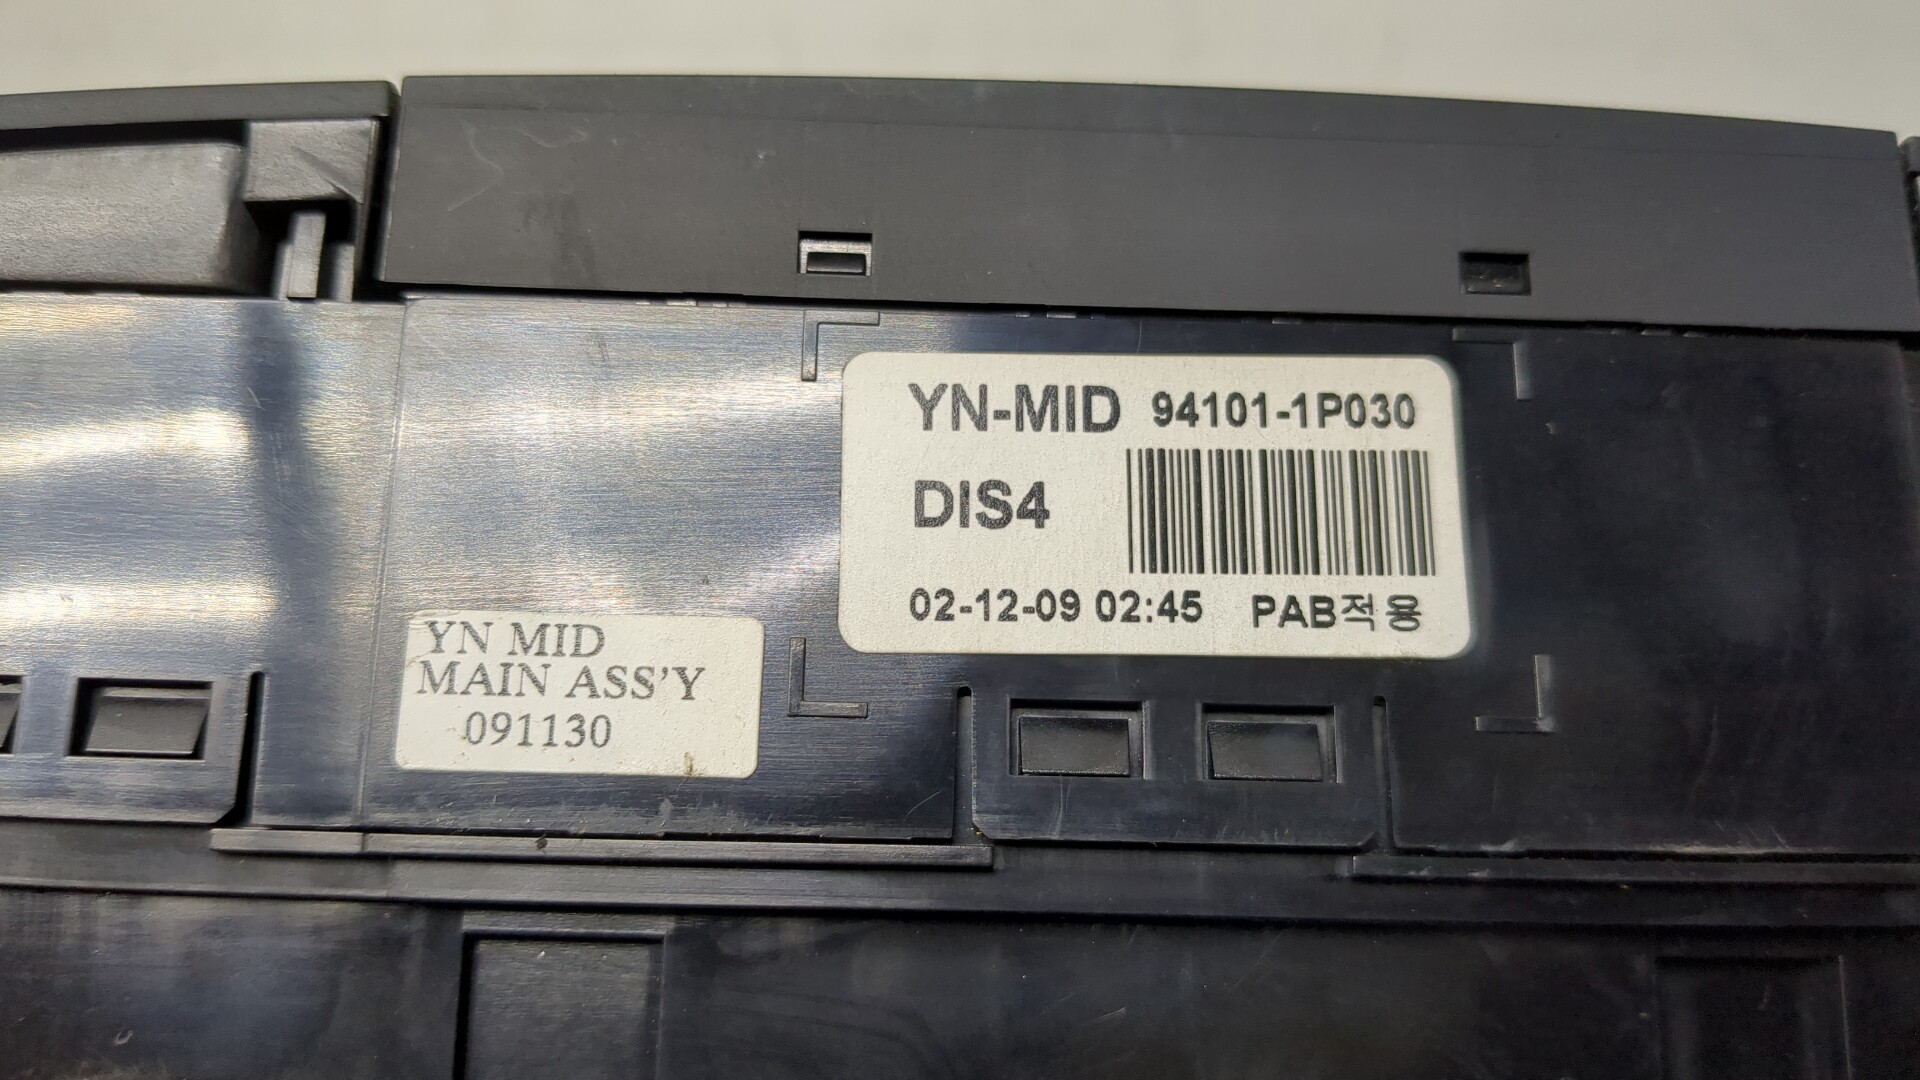 YN-MID 94101-1P030
DIS4
02-12-09 02:45 PAB적용
YN MID
MAIN ASS'Y
091130